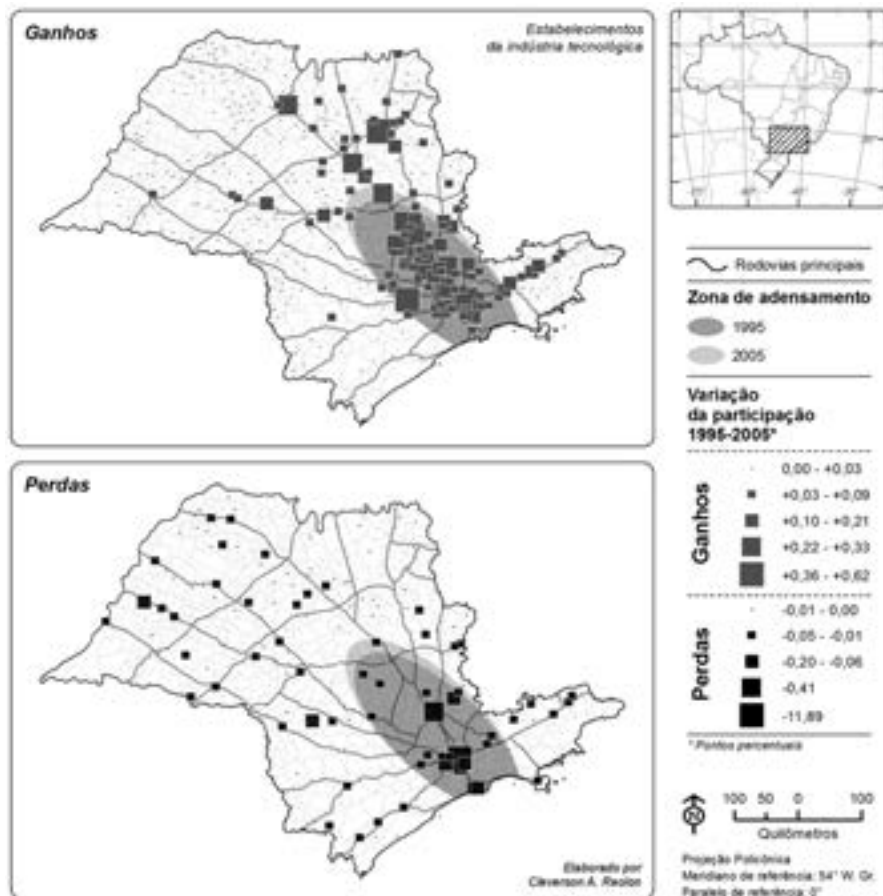 Ganhos
Estabelecimentos
da indústria tecnológica
Rodovias principais
Zona de adensamento
1995
2005
Variação
da participação
1995-2005*
Ganhos
0,00 - +0,03
+0,03 - +0,09
+0,10 - +0,21
+0,22 - +0,33
+0,36 - +0,62
Perdas
-0,01 - 0,00
-0,05 - -0,01
-0,20 - -0,06
-0,41
-11,89
* Pontos percentuais
Perdas
Elaborado por
Cleverson A. Reolon
N
100 50 0 100
Quilômetros
Projeção Policônica
Meridiano de referência: 54° W. Gr.
Paralelo de referência: 0°